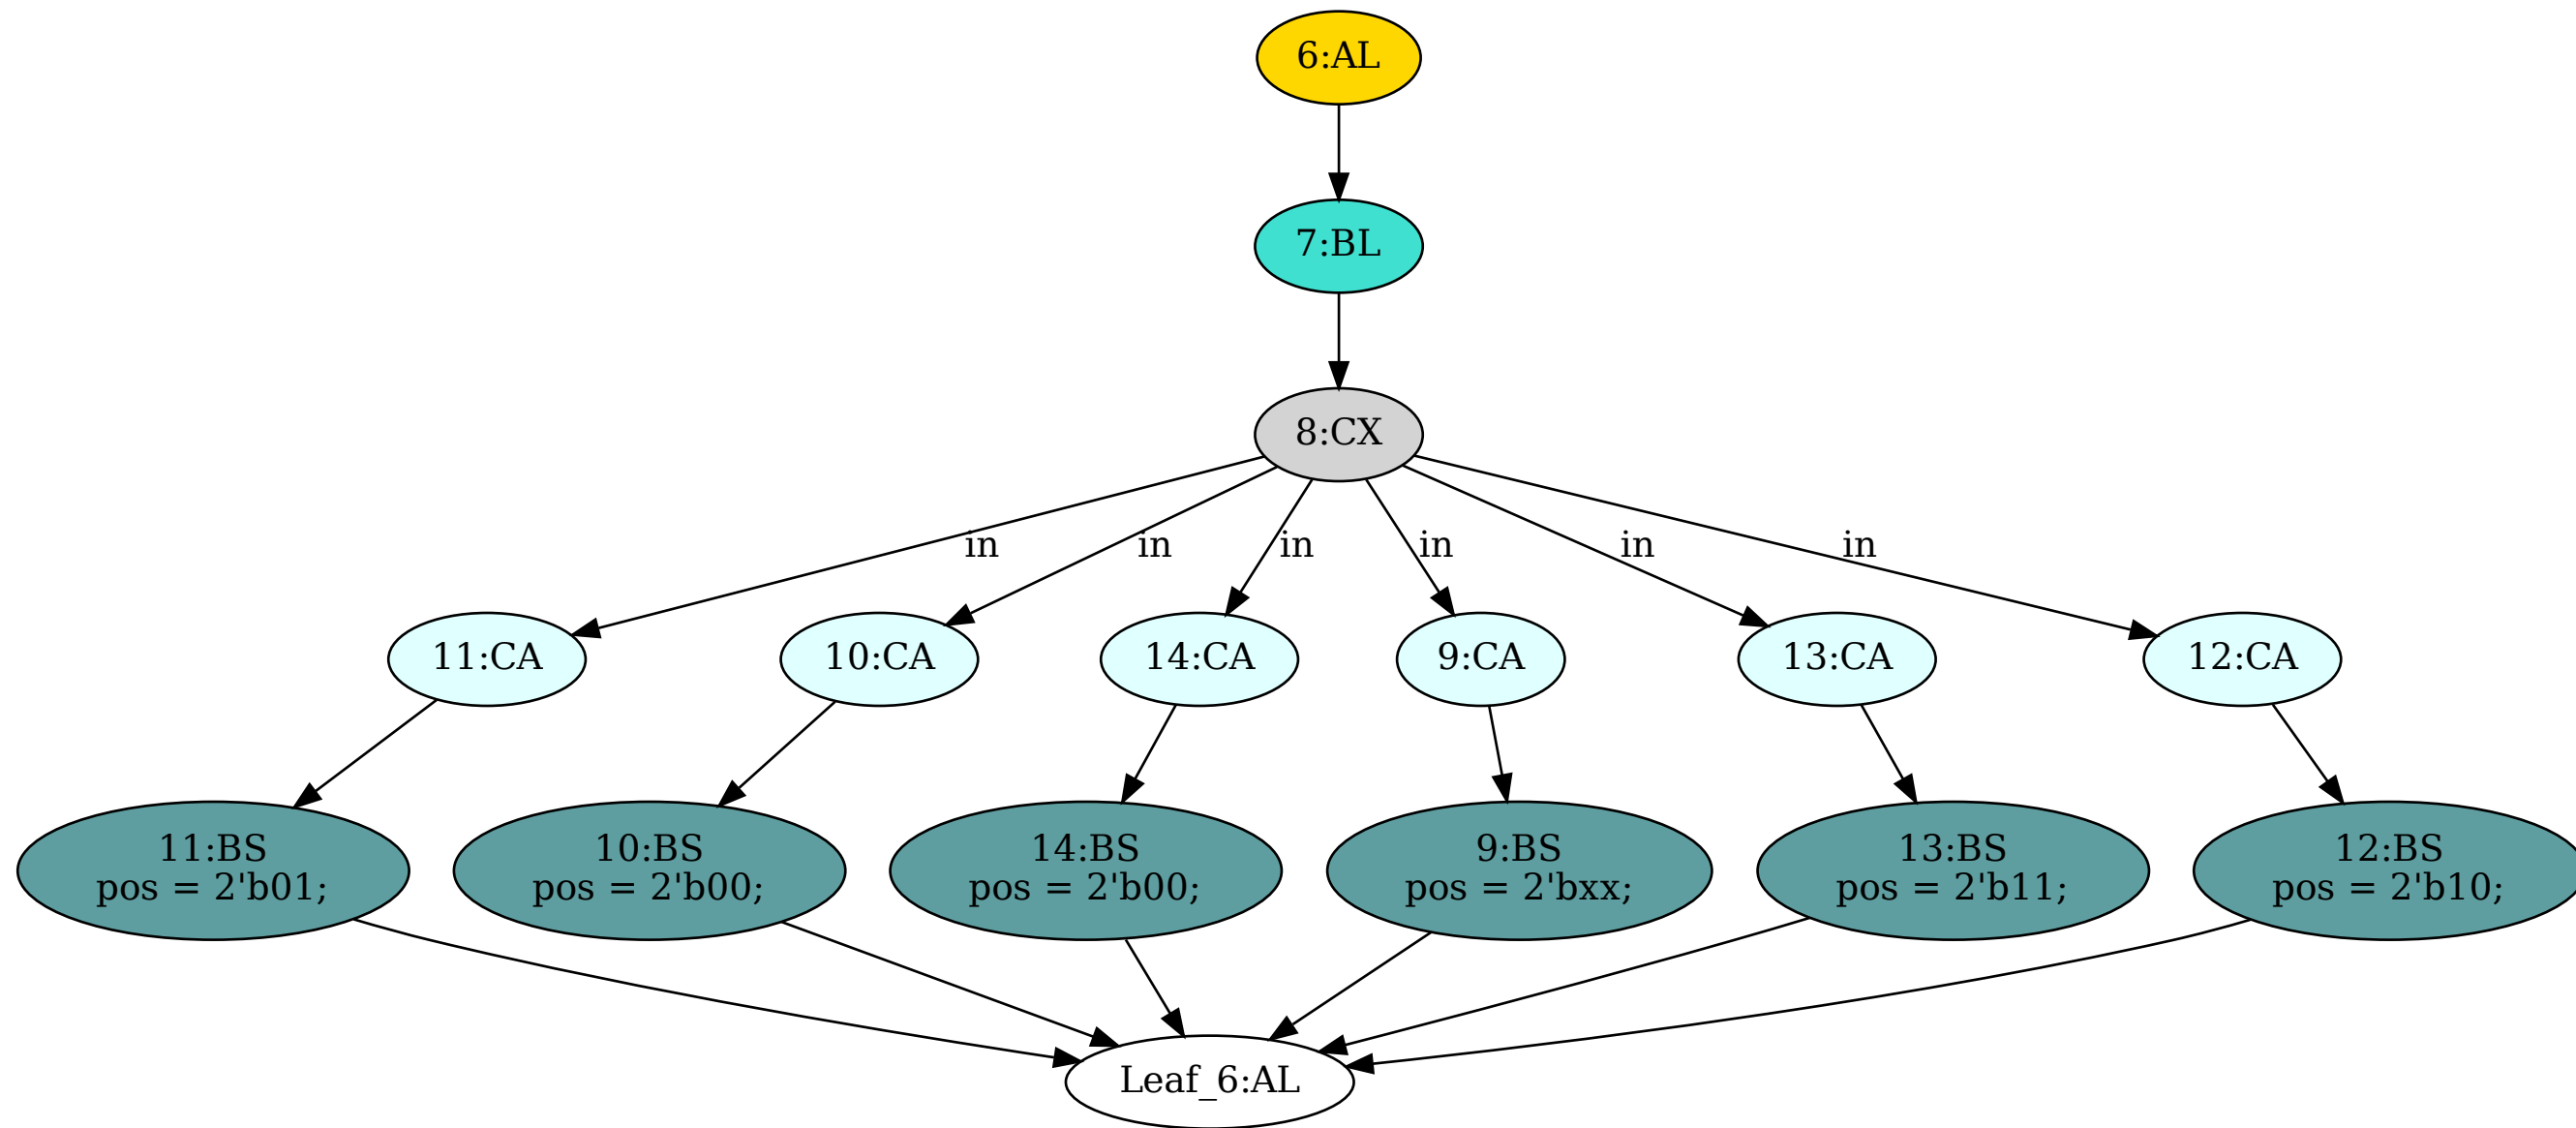 6:AL
7:BL
8:CX
in
in
in
in
in
in
11:CA
10:CA
14:CA
9:CA
13:CA
12:CA
11:BS
pos = 2'b01;
10:BS
pos = 2'b00;
14:BS
pos = 2'b00;
9:BS
pos = 2'bxx;
13:BS
pos = 2'b11;
12:BS
pos = 2'b10;
Leaf_6:AL